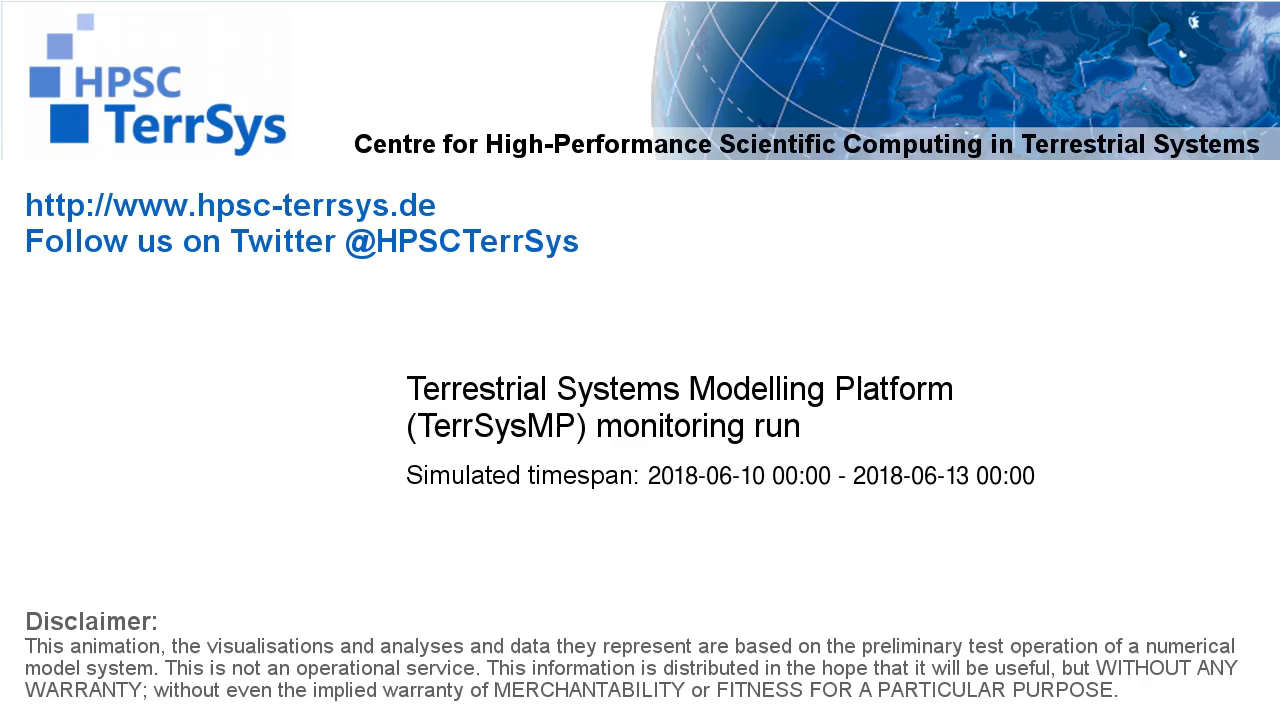 HPSC
TerrSys
Centre for High-Performance Scientific Computing in Terrestrial Systems
http://www.hpsc-terrsys.de
Follow us on Twitter @HPSCTerrSys
Terrestrial Systems Modelling Platform
(TerrSysMP) monitoring run
Simulated timespan: 2018-06-10 00:00 - 2018-06-13 00:00
Disclaimer:
This animation, the visualisations and analyses and data they represent are based on the preliminary test operation of a numerical
model system. This is not an operational service. This information is distributed in the hope that it will be useful, but WITHOUT ANY
WARRANTY; without even the implied warranty of MERCHANTABILITY or FITNESS FOR A PARTICULAR PURPOSE.